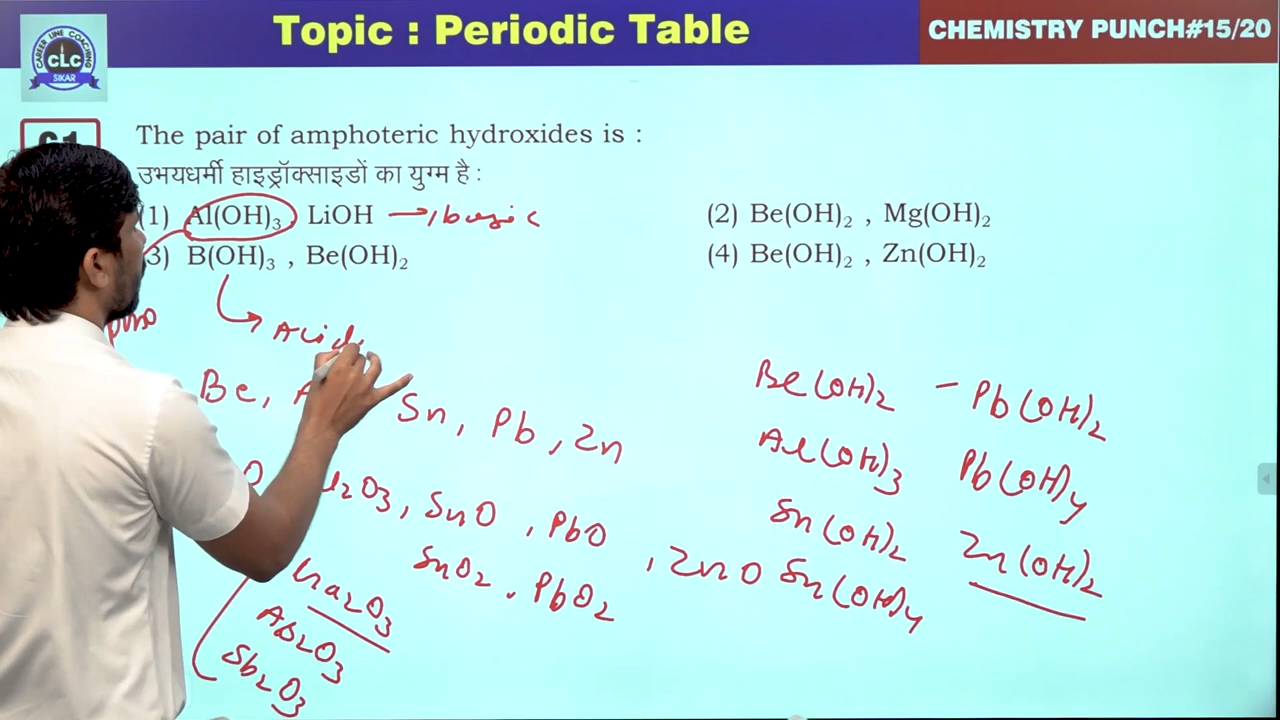 Topic : Periodic Table
CHEMISTRY PUNCH#15/20
CAREER LINE COACHING
CLC
SIKAR
The pair of amphoteric hydroxides is :
उभयधर्मी हाइड्रॉक्साइडों का युग्म है :
(1) Al(OH)₃ LiOH → basic
(2) Be(OH)₂ , Mg(OH)₂
3) B(OH)₃ , Be(OH)₂
(4) Be(OH)₂ , Zn(OH)₂
Acid
Be, Sn, Pb, Zn
₂O₃, SnO, PbO, ZnO
SnO₂, PbO₂
Ga₂O₃
As₂O₃
Sb₂O₃
Be(OH)₂ – Pb(OH)₂
Al(OH)₃ Pb(OH)₄
Sn(OH)₂ Zn(OH)₂
Sn(OH)₄